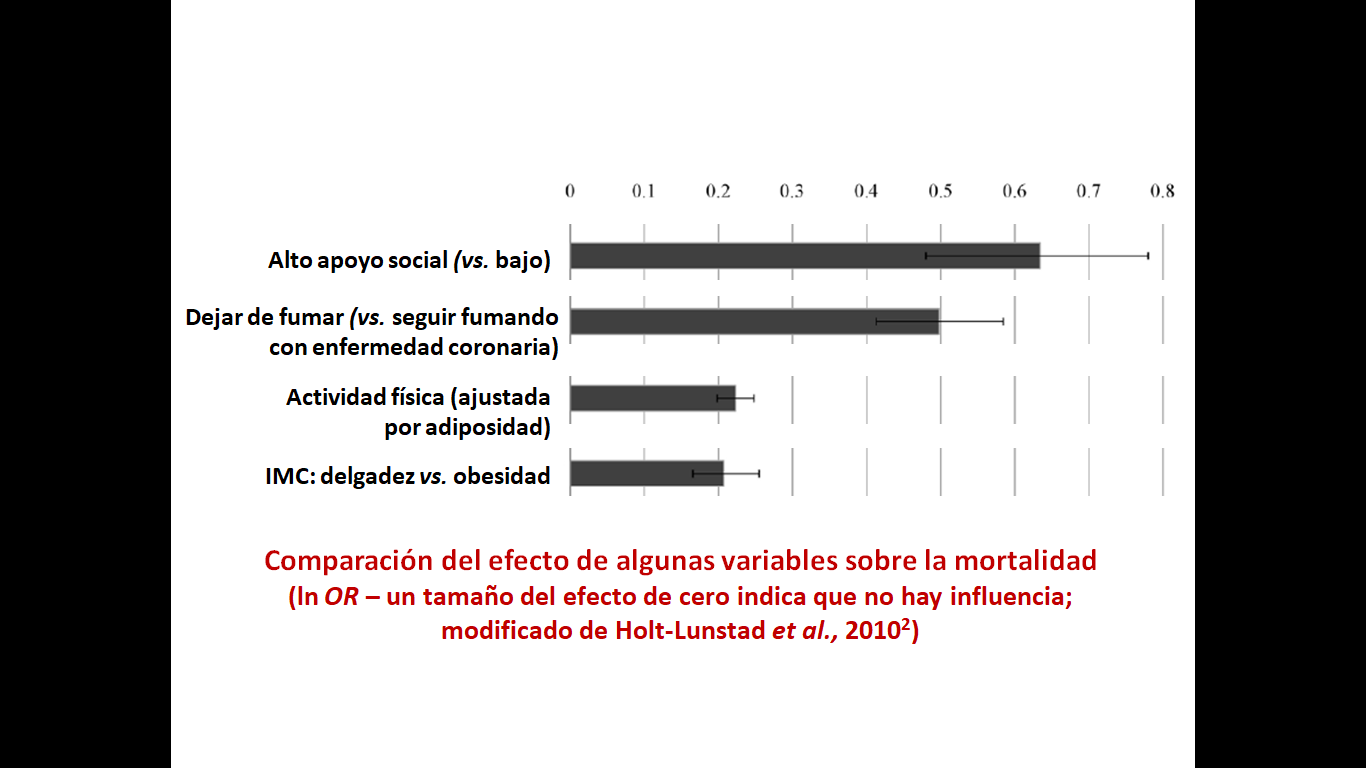 0 0.1 0.2 0.3 0.4 0.5 0.6 0.7 0.8
Alto apoyo social (vs. bajo)
Dejar de fumar (vs. seguir fumando
con enfermedad coronaria)
Actividad física (ajustada
por adiposidad)
IMC: delgadez vs. obesidad
Comparación del efecto de algunas variables sobre la mortalidad
(ln OR – un tamaño del efecto de cero indica que no hay influencia;
modificado de Holt-Lunstad et al., 2010²)